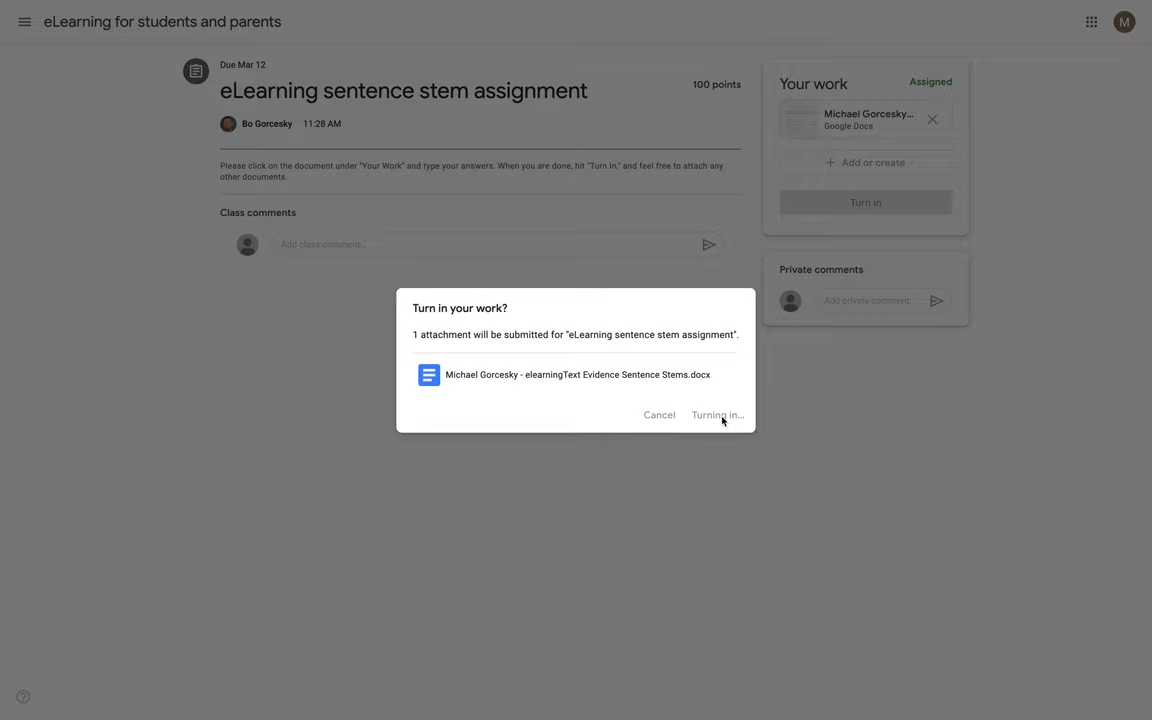 eLearning for students and parents
M
Due Mar 12
eLearning sentence stem assignment
100 points
Bo Gorcesky 11:28 AM
Please click on the document under "Your Work" and type your answers. When you are done, hit "Turn in," and feel free to attach any
other documents.
Class comments
Add class comment...
Your work
Assigned
Michael Gorcesky...
Google Docs
+ Add or create
Turn in
Private comments
Add private comment...
Turn in your work?
1 attachment will be submitted for "eLearning sentence stem assignment".
Michael Gorcesky - elearningText Evidence Sentence Stems.docx
Cancel Turning in...